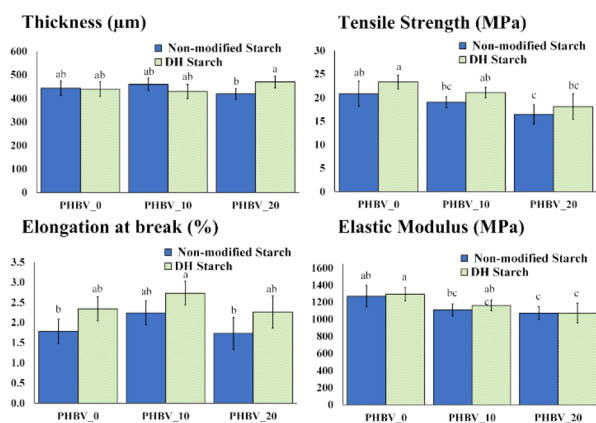 Thickness (µm)
Non-modified Starch
DH Starch
600
500
400
300
200
100
0
ab
ab
ab
ab
b
a
PHBV_0
PHBV_10
PHBV_20
Tensile Strength (MPa)
Non-modified Starch
DH Starch
30
25
20
15
10
5
0
ab
a
bc
ab
c
bc
PHBV_0
PHBV_10
PHBV_20
Elongation at break (%)
Non-modified Starch
DH Starch
3.5
3.0
2.5
2.0
1.5
1.0
0.5
0.0
b
ab
ab
a
b
ab
PHBV_0
PHBV_10
PHBV_20
Elastic Modulus (MPa)
Non-modified Starch
DH Starch
1600
1400
1200
1000
800
600
400
200
0
ab
a
bc
ab
c
c
c
PHBV_0
PHBV_10
PHBV_20